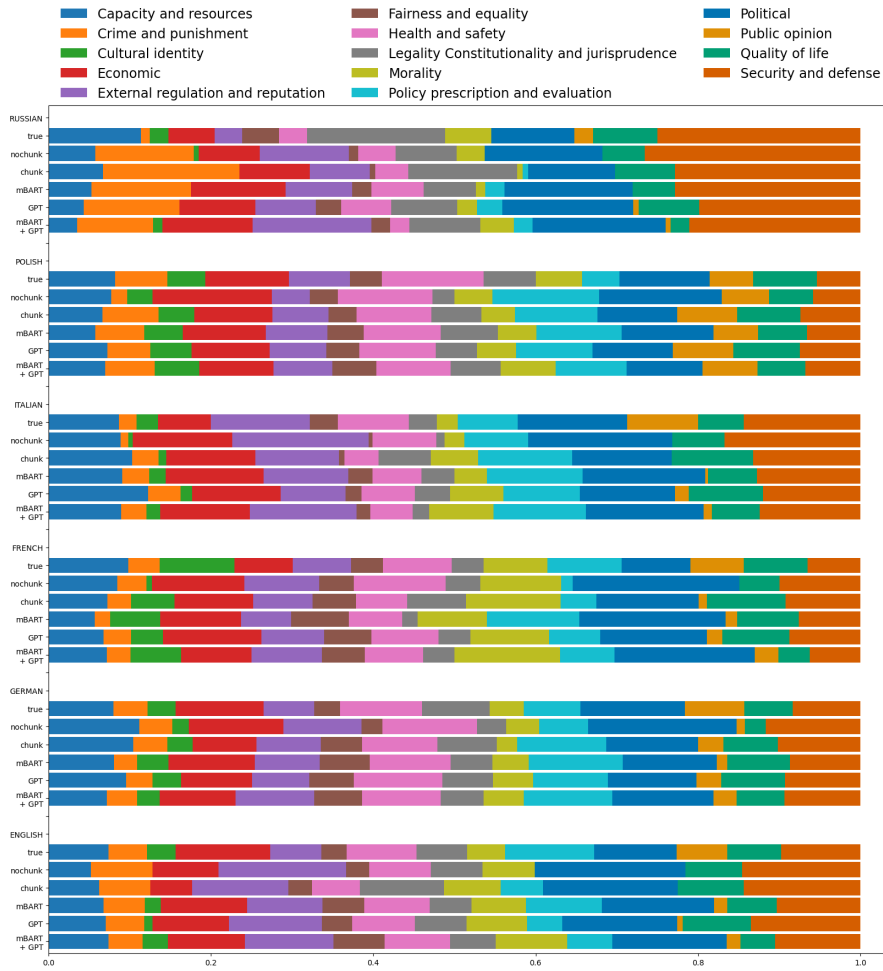 Capacity and resources
Crime and punishment
Cultural identity
Economic
External regulation and reputation
Fairness and equality
Health and safety
Legality Constitutionality and jurisprudence
Morality
Policy prescription and evaluation
Political
Public opinion
Quality of life
Security and defense
RUSSIAN
true
nochunk
chunk
mBART
GPT
mBART
+ GPT
POLISH
true
nochunk
chunk
mBART
GPT
mBART
+ GPT
ITALIAN
true
nochunk
chunk
mBART
GPT
mBART
+ GPT
FRENCH
true
nochunk
chunk
mBART
GPT
mBART
+ GPT
GERMAN
true
nochunk
chunk
mBART
GPT
mBART
+ GPT
ENGLISH
true
nochunk
chunk
mBART
GPT
mBART
+ GPT
0.0 0.2 0.4 0.6 0.8 1.0